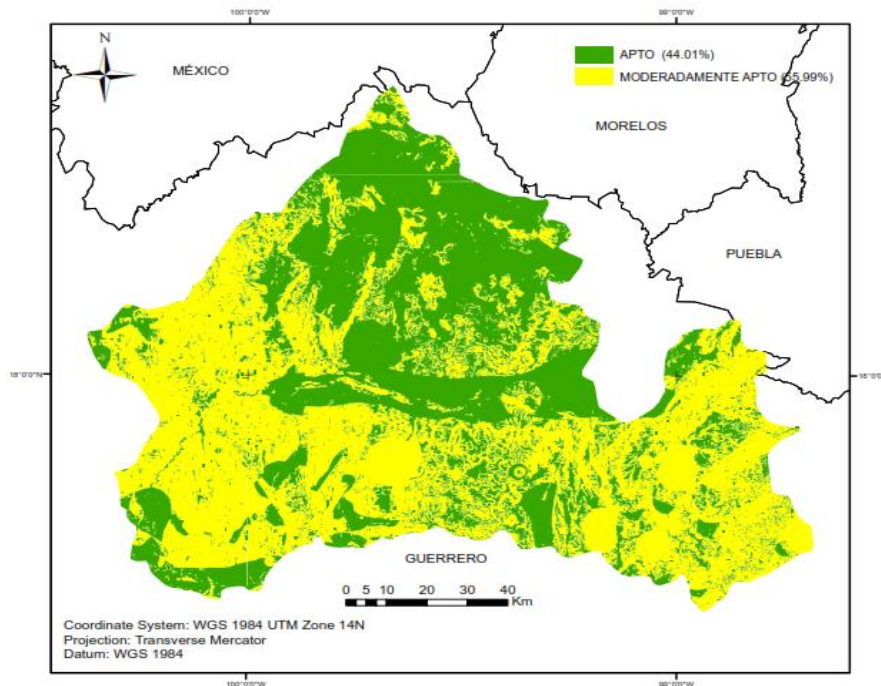 100°0'0"W 99°0'0"W
N
MÉXICO
APTO (44.01%)
MODERADAMENTE APTO (55.99%)
MORELOS
PUEBLA
18°0'0"N 18°0'0"N
GUERRERO
0 5 10 20 30 40
Km
Coordinate System: WGS 1984 UTM Zone 14N
Projection: Transverse Mercator
Datum: WGS 1984
100°0'0"W 99°0'0"W